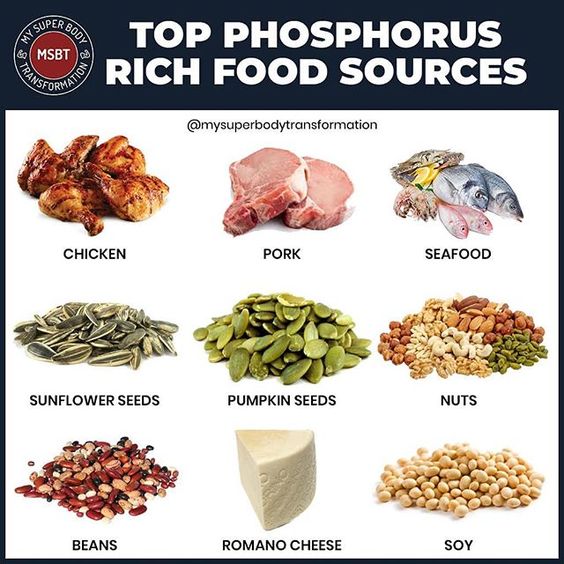 MY SUPER BODY
MSBT
TRANSFORMATION
TOP PHOSPHORUS
RICH FOOD SOURCES
@mysuperbodytransformation
CHICKEN
PORK
SEAFOOD
SUNFLOWER SEEDS
PUMPKIN SEEDS
NUTS
BEANS
ROMANO CHEESE
SOY